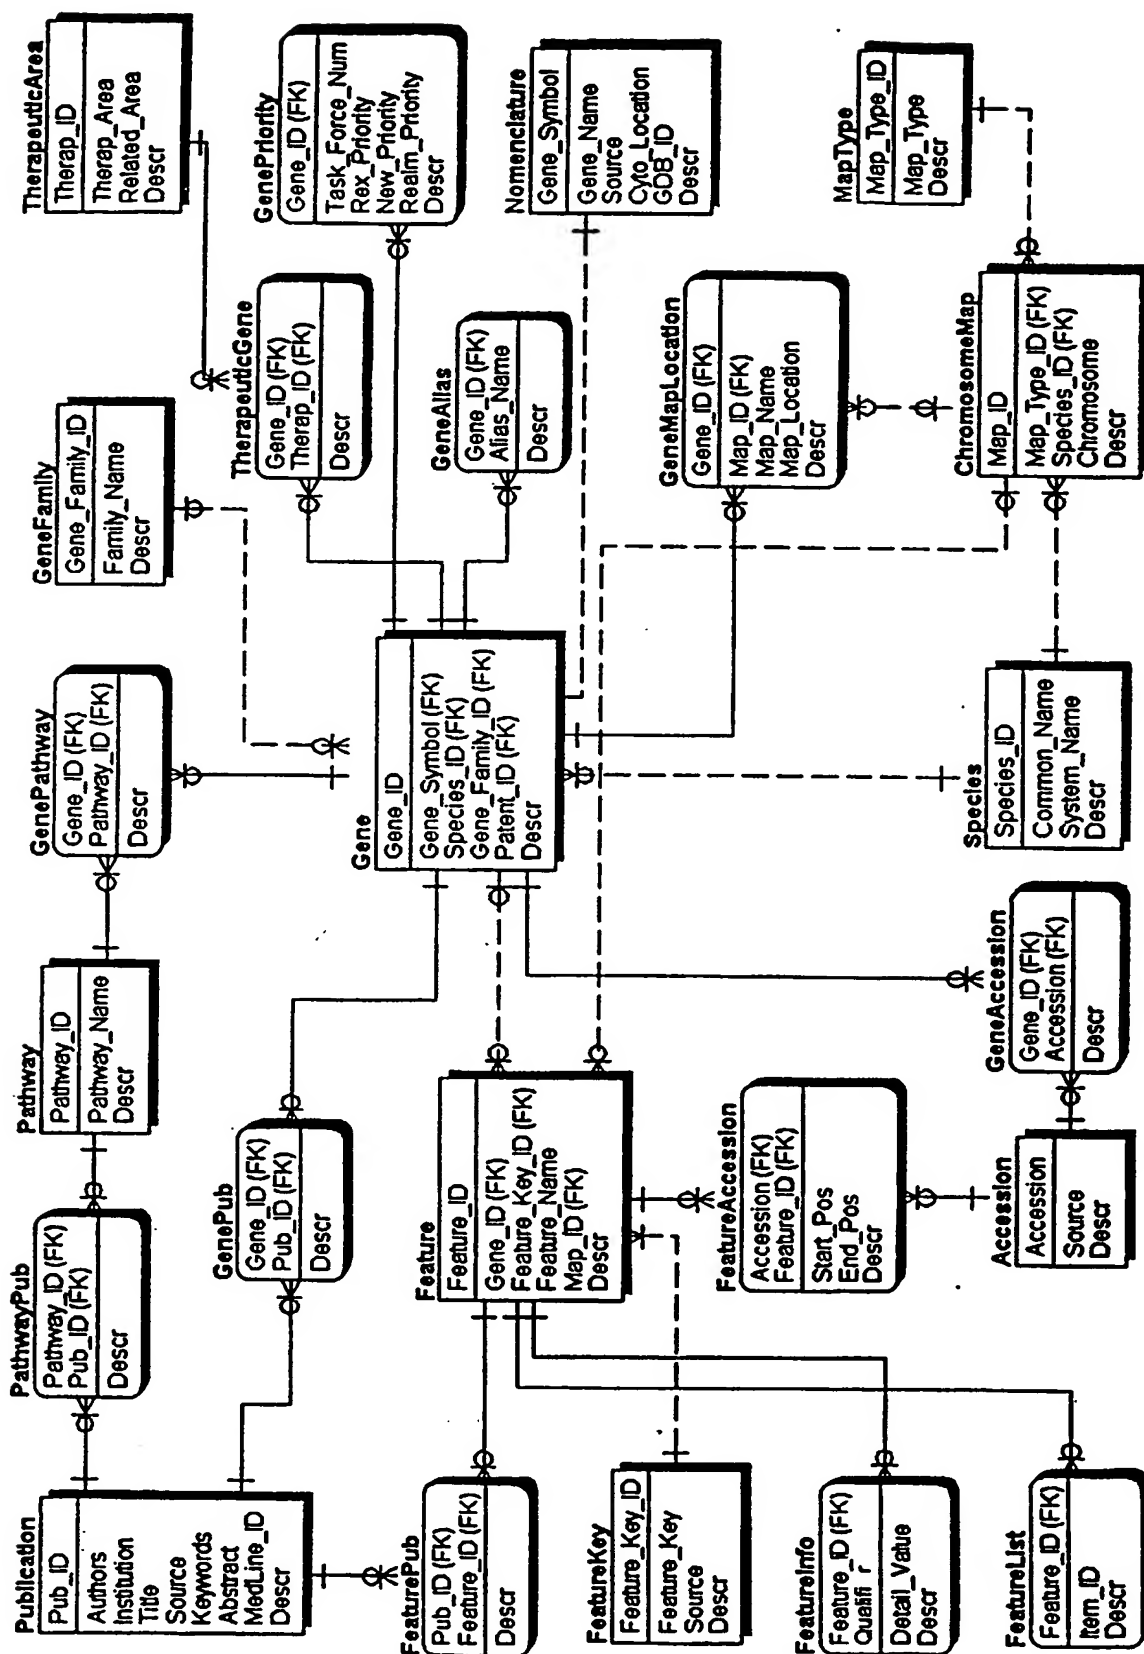 TherapeuticArea
Therap_ID
Therap_Area
Related_Area
Descr
GenePriority
Gene_ID (FK)
Task_Force_Num
Rex_Priority
New_Priority
Realm_Priority
Descr
Nomenclature
Gene_Symbol
Gene_Name
Source
Cyto_Location
GDB_ID
Descr
MapType
Map_Type_ID
Map_Type
Descr
GeneFamily
Gene_Family_ID
Family_Name
Descr
TherapeuticGene
Gene_ID (FK)
Therap_ID (FK)
Descr
GeneAlias
Gene_ID (FK)
Alias_Name
Descr
GeneMapLocation
Gene_ID (FK)
Map_ID (FK)
Map_Name
Map_Location
Descr
ChromosomeMap
Map_ID
Map_Type_ID (FK)
Species_ID (FK)
Chromosome
Descr
GenePathway
Gene_ID (FK)
Pathway_ID (FK)
Descr
Gene
Gene_ID
Gene_Symbol (FK)
Species_ID (FK)
Gene_Family_ID (FK)
Patent_ID (FK)
Descr
Species
Species_ID
Common_Name
System_Name
Descr
Pathway
Pathway_ID
Pathway_Name
Descr
GenePub
Gene_ID (FK)
Pub_ID (FK)
Descr
Feature
Feature_ID
Gene_ID (FK)
Feature_Key_ID (FK)
Feature_Name
Map_ID (FK)
Descr
FeatureAccession
Accession (FK)
Feature_ID (FK)
Start_Pos
End_Pos
Descr
GeneAccession
Gene_ID (FK)
Accession (FK)
Descr
Accession
Accession
Source
Descr
PathwayPub
Pathway_ID (FK)
Pub_ID (FK)
Descr
Publication
Pub_ID
Authors
Institution
Title
Source
Keywords
Abstract
MedLine_ID
Descr
FeaturePub
Pub_ID (FK)
Feature_ID (FK)
Descr
FeatureKey
Feature_Key_ID
Feature_Key
Source
Descr
FeatureInfo
Feature_ID (FK)
Qualifi r
Detail_Value
Descr
FeatureList
Feature_ID (FK)
Item_ID
Descr